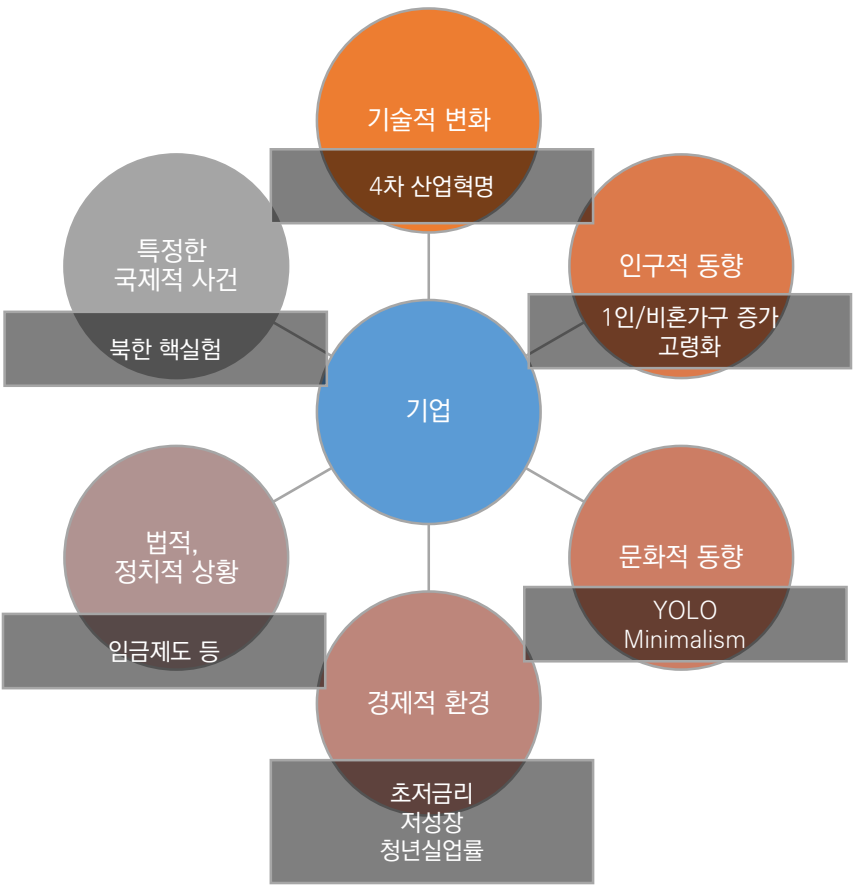 기술적 변화
4차 산업혁명
인구적 동향
1인/비혼가구 증가
고령화
문화적 동향
YOLO
Minimalism
경제적 환경
초저금리
저성장
청년실업률
법적,
정치적 상황
임금제도 등
특정한
국제적 사건
북한 핵실험
기업